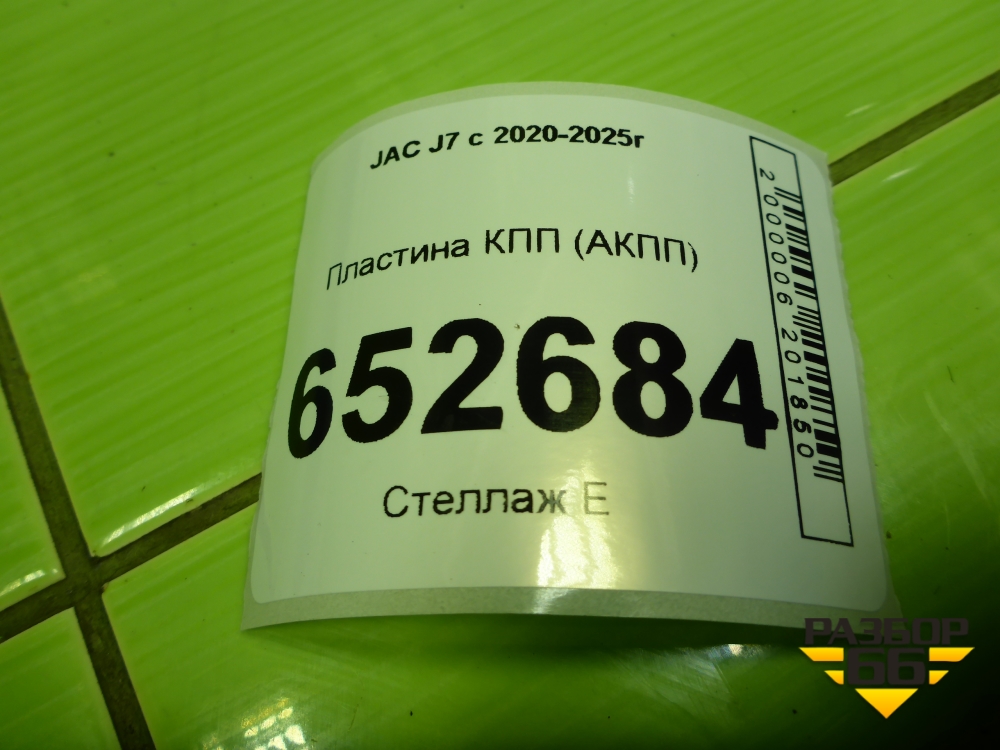 JAC J7 с 2020-2025г
Пластина КПП (АКПП)
652684
Стеллаж Е
2000006201850
РАЗБОР
66